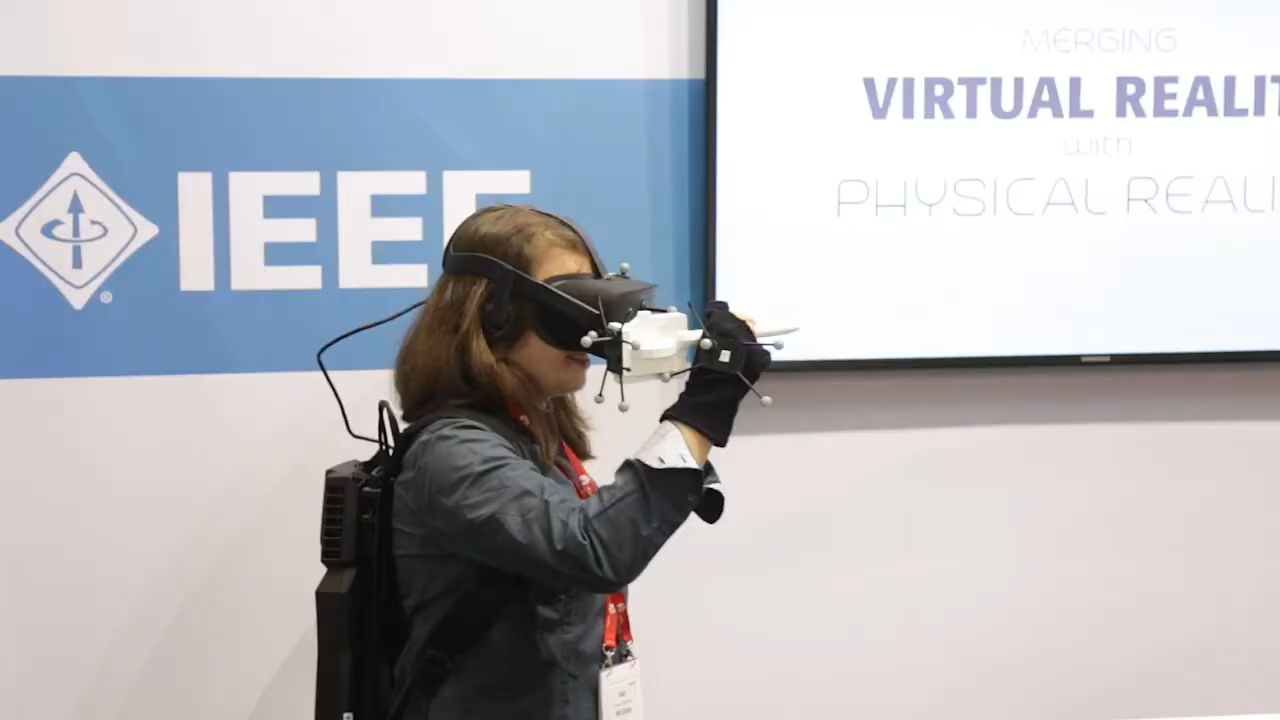 IEEE
®
MERGING
VIRTUAL REALIT
with
PHYSICAL REALI